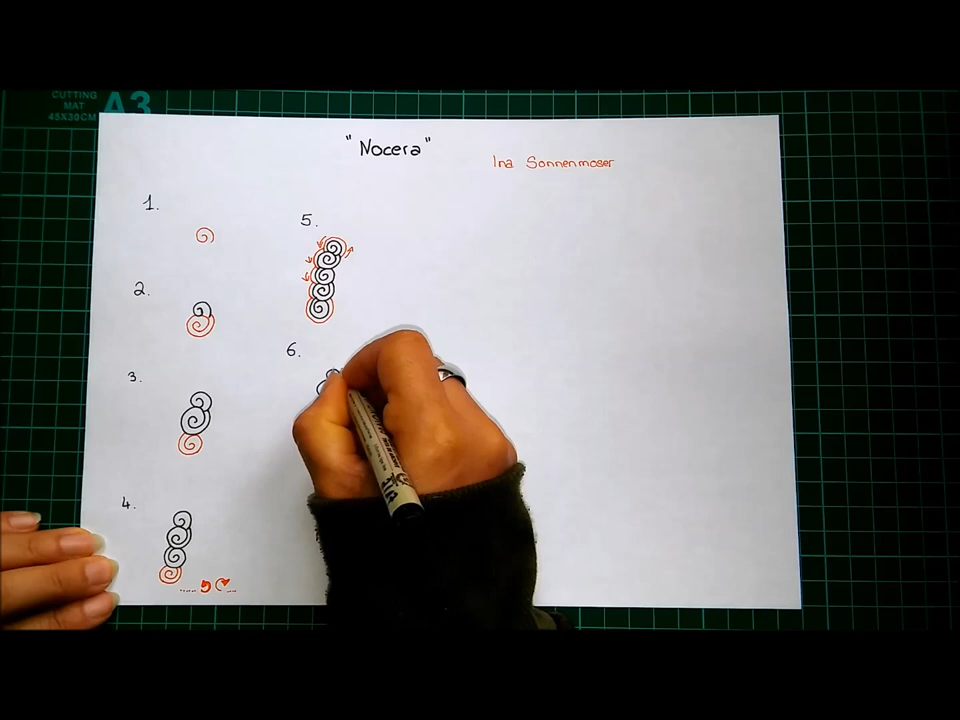 CUTTING
MAT
45X30CM
A3
"Nocera"
Ina Sonnenmoser
1.
2.
3.
4.
5.
6.